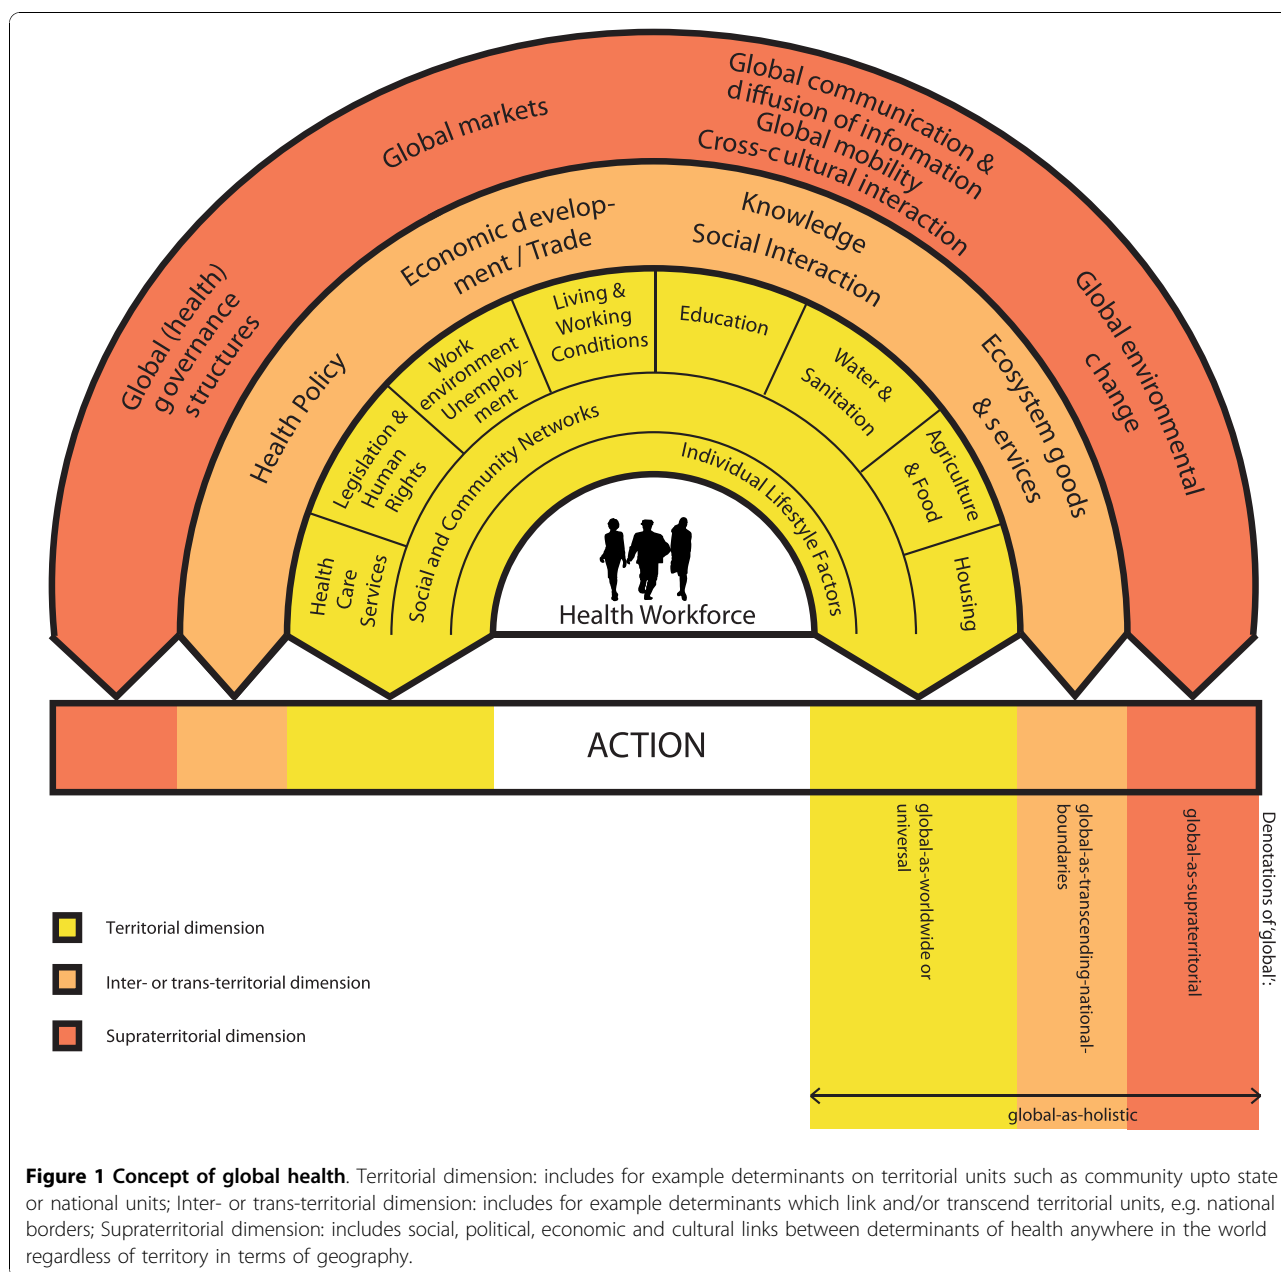 Global markets
Global communication &
diffusion of information
Global mobility
Cross-cultural interaction
Global (health)
governance
structures
Global environmental
change
Health Policy
Economic develop-
ment / Trade
Knowledge
Social Interaction
Ecosystem goods
& services
Health
Care
Services
Legislation &
Human
Rights
Work
environment
Unemploy-
ment
Living &
Working
Conditions
Education
Water &
Sanitation
Agriculture
& Food
Housing
Social and Community Networks
Individual Lifestyle Factors
Health Workforce
ACTION
global-as-worldwide or
universal
global-as-transcending-national-
boundaries
global-as-supraterritorial
Denotations of 'global':
global-as-holistic
Territorial dimension
Inter- or trans-territorial dimension
Supraterritorial dimension
Figure 1 Concept of global health. Territorial dimension: includes for example determinants on territorial units such as community upto state
or national units; Inter- or trans-territorial dimension: includes for example determinants which link and/or transcend territorial units, e.g. national
borders; Supraterritorial dimension: includes social, political, economic and cultural links between determinants of health anywhere in the world
regardless of territory in terms of geography.